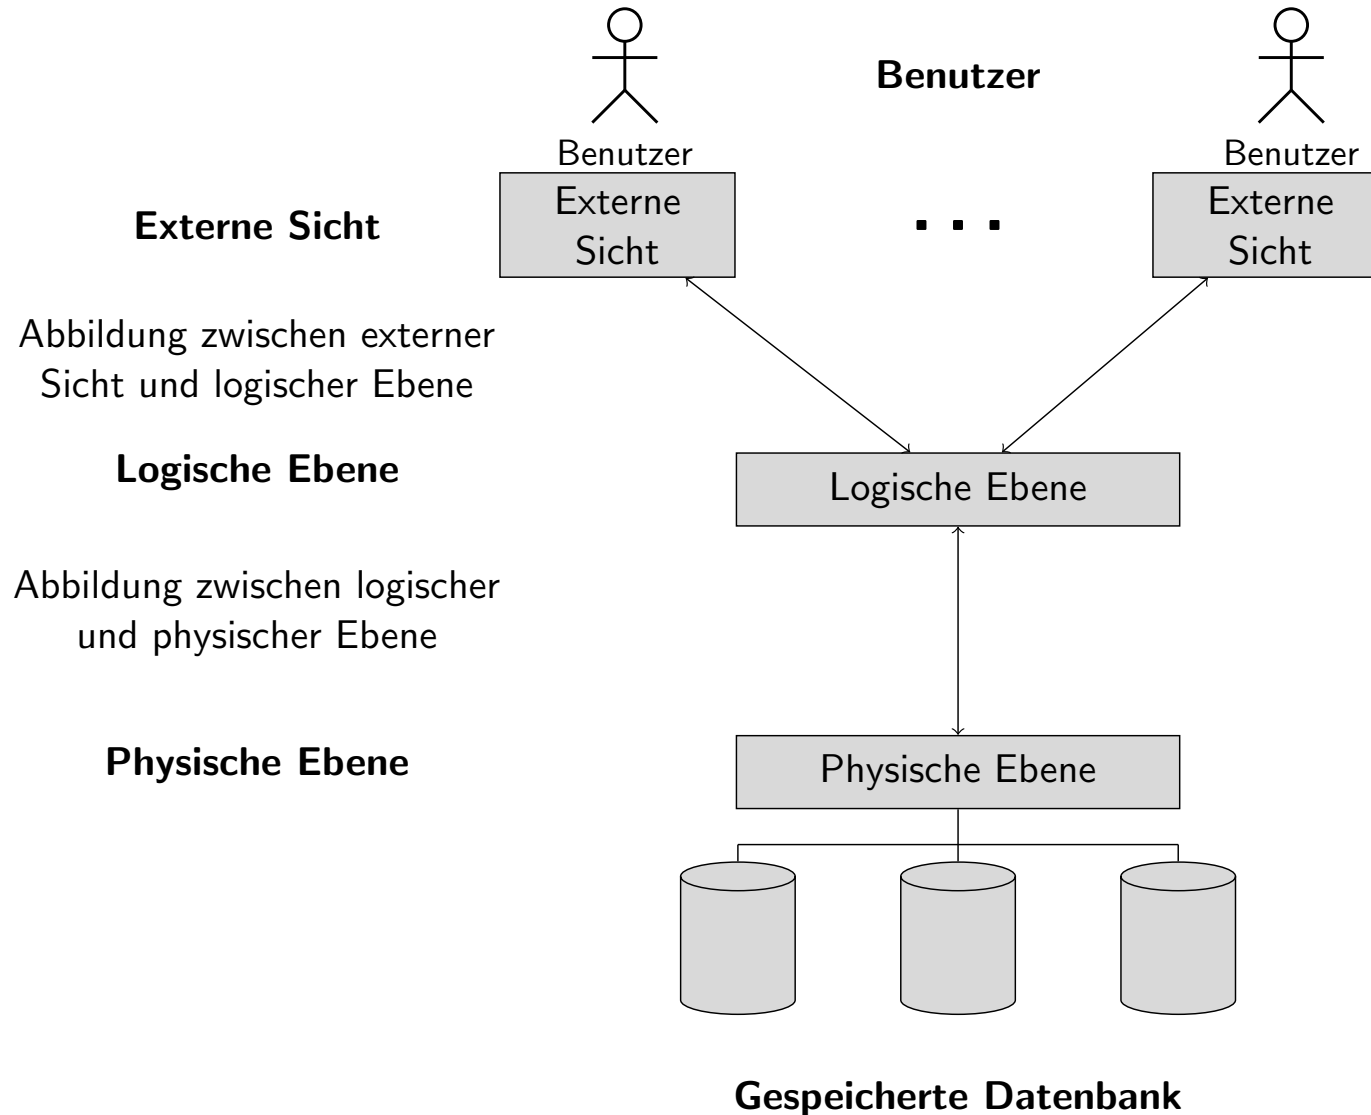 Benutzer
Benutzer
Benutzer
Externe Sicht
Externe
Sicht
. . .
Externe
Sicht
Abbildung zwischen externer
Sicht und logischer Ebene
Logische Ebene
Logische Ebene
Abbildung zwischen logischer
und physischer Ebene
Physische Ebene
Physische Ebene
Gespeicherte Datenbank